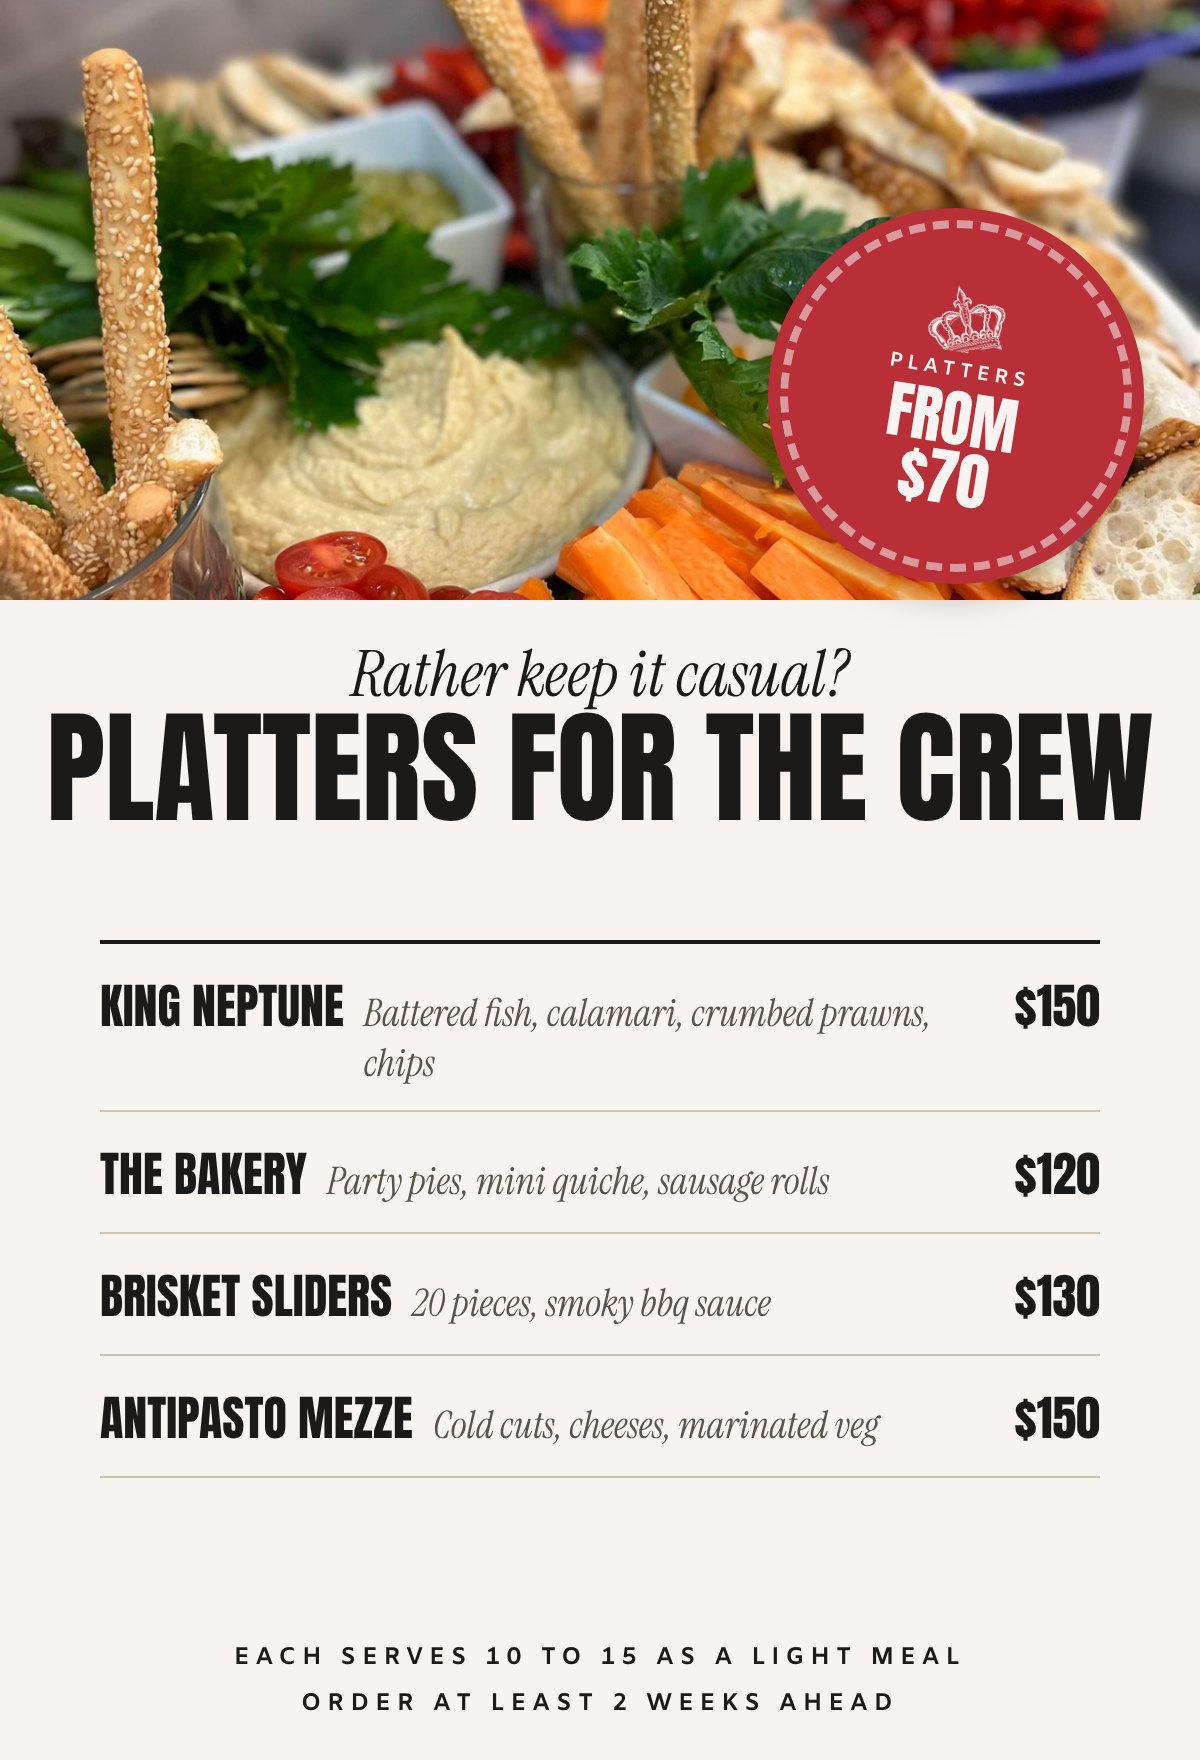 PLATTERS
FROM
$70
Rather keep it casual?
PLATTERS FOR THE CREW
KING NEPTUNE Battered fish, calamari, crumbed prawns, $150
chips
THE BAKERY Party pies, mini quiche, sausage rolls $120
BRISKET SLIDERS 20 pieces, smoky bbq sauce $130
ANTIPASTO MEZZE Cold cuts, cheeses, marinated veg $150
EACH SERVES 10 TO 15 AS A LIGHT MEAL
ORDER AT LEAST 2 WEEKS AHEAD